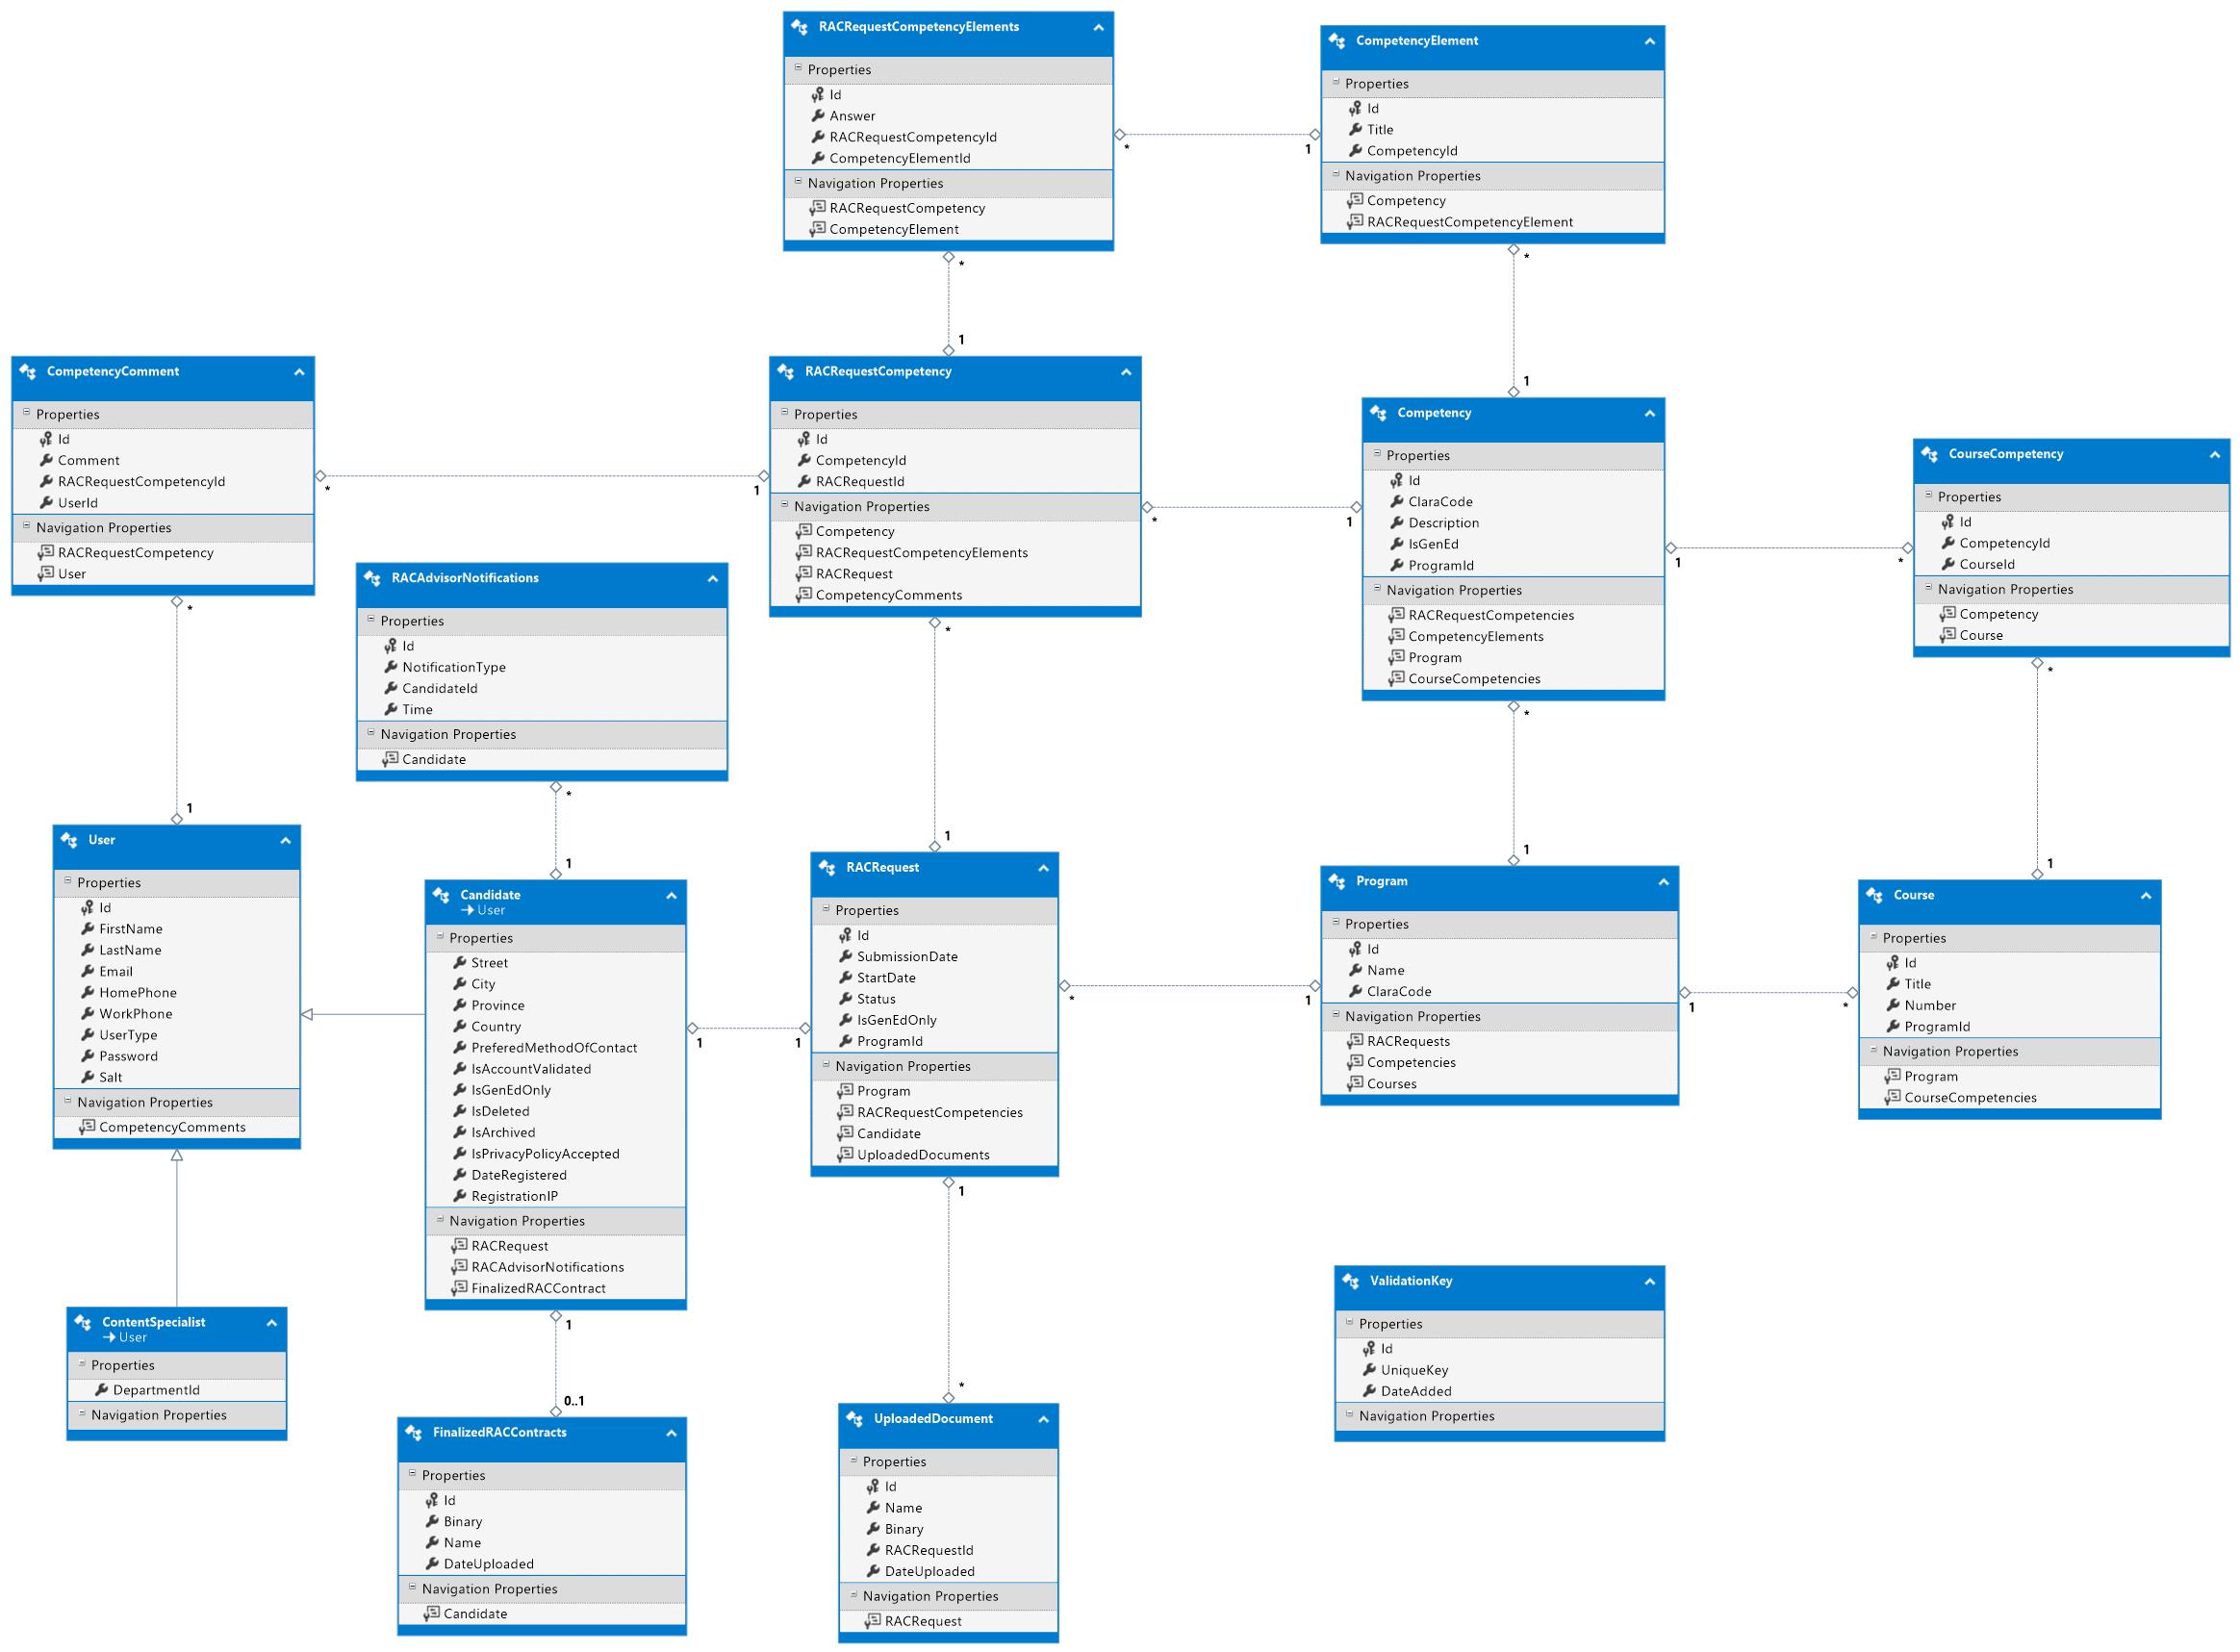 RACRequestCompetencyElements
Properties
Id
Answer
RACRequestCompetencyId
CompetencyElementId
Navigation Properties
RACRequestCompetency
CompetencyElement
*
1
CompetencyElement
Properties
Id
Title
CompetencyId
Navigation Properties
Competency
RACRequestCompetencyElement
*
1
*
1
CompetencyComment
Properties
Id
Comment
RACRequestCompetencyId
UserId
Navigation Properties
RACRequestCompetency
User
*
1
RACRequestCompetency
Properties
Id
CompetencyId
RACRequestId
Navigation Properties
Competency
RACRequestCompetencyElements
RACRequest
CompetencyComments
*
1
Competency
Properties
Id
ClaraCode
Description
IsGenEd
ProgramId
Navigation Properties
RACRequestCompetencies
CompetencyElements
Program
CourseCompetencies
1
*
CourseCompetency
Properties
Id
CompetencyId
CourseId
Navigation Properties
Competency
Course
RACAdvisorNotifications
Properties
Id
NotificationType
CandidateId
Time
Navigation Properties
Candidate
*
1
*
1
*
1
*
1
*
1
User
Properties
Id
FirstName
LastName
Email
HomePhone
WorkPhone
UserType
Password
Salt
Navigation Properties
CompetencyComments
Candidate
User
Properties
Street
City
Province
Country
PreferedMethodOfContact
IsAccountValidated
IsGenEdOnly
IsDeleted
IsArchived
IsPrivacyPolicyAccepted
DateRegistered
RegistrationIP
Navigation Properties
RACRequest
RACAdvisorNotifications
FinalizedRACContract
1
1
RACRequest
Properties
Id
SubmissionDate
StartDate
Status
IsGenEdOnly
ProgramId
Navigation Properties
Program
RACRequestCompetencies
Candidate
UploadedDocuments
*
1
Program
Properties
Id
Name
ClaraCode
Navigation Properties
RACRequests
Competencies
Courses
1
*
Course
Properties
Id
Title
Number
ProgramId
Navigation Properties
Program
CourseCompetencies
ContentSpecialist
User
Properties
DepartmentId
Navigation Properties
1
0..1
FinalizedRACContracts
Properties
Id
Binary
Name
DateUploaded
Navigation Properties
Candidate
1
*
UploadedDocument
Properties
Id
Name
Binary
RACRequestId
DateUploaded
Navigation Properties
RACRequest
ValidationKey
Properties
Id
UniqueKey
DateAdded
Navigation Properties